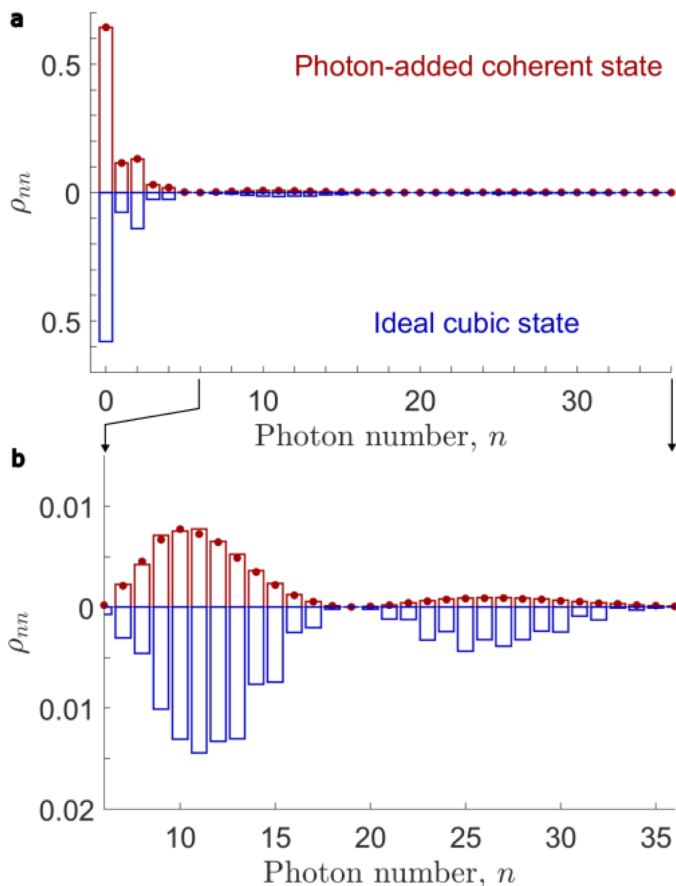 a
Photon-added coherent state
0.5
0
0.5
ρnn
Ideal cubic state
0 10 20 30
Photon number, n
b
0.01
0
0.01
0.02
ρnn
10 15 20 25 30 35
Photon number, n